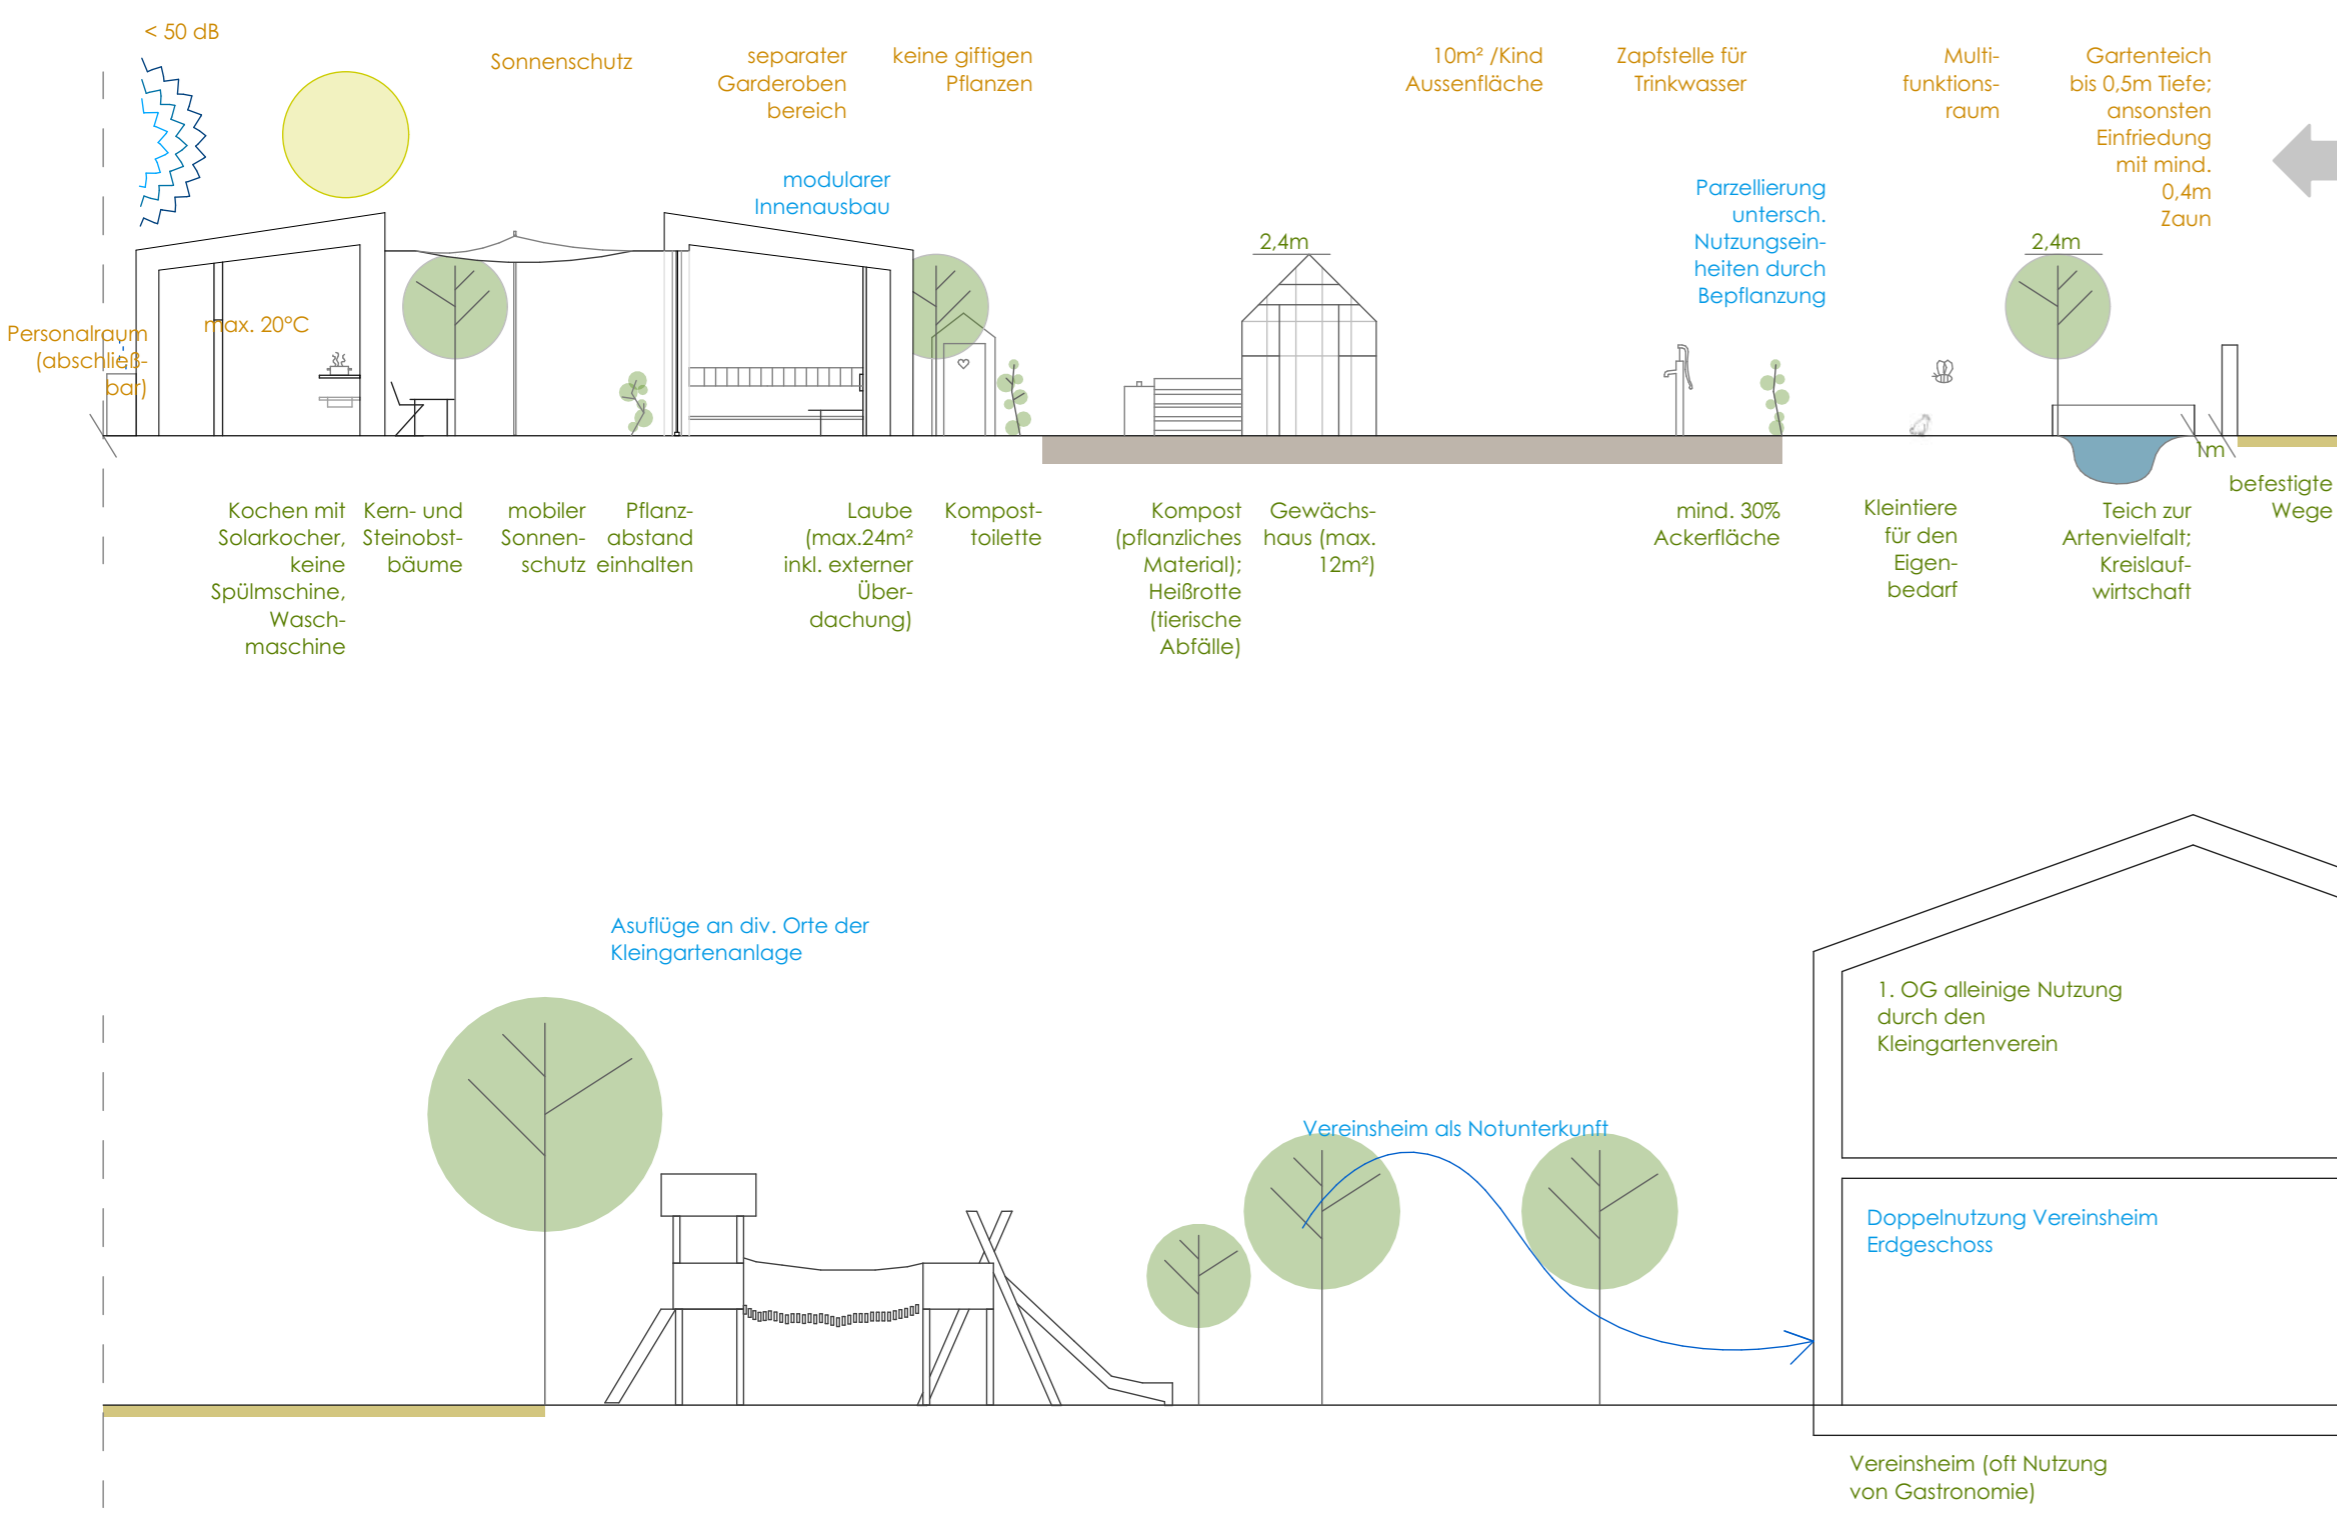 < 50 dB
Sonnenschutz
separater
Garderoben
bereich
keine giftigen
Pflanzen
10m² /Kind
Aussenfläche
Zapfstelle für
Trinkwasser
Multi-
funktions-
raum
Gartenteich
bis 0,5m Tiefe;
ansonsten
Einfriedung
mit mind.
0,4m
Zaun
modularer
Innenausbau
Parzellierung
untersch.
Nutzungsein-
heiten durch
Bepflanzung
2,4m
2,4m
Personalraum
(abschließ-
bar)
max. 20°C
1m
befestigte
Wege
Kochen mit
Solarkocher,
keine
Spülmschine,
Wasch-
maschine
Kern- und
Steinobst-
bäume
mobiler
Sonnen-
schutz
Pflanz-
abstand
einhalten
Laube
(max.24m²
inkl. externer
Über-
dachung)
Kompost-
toilette
Kompost
(pflanzliches
Material);
Heißrotte
(tierische
Abfälle)
Gewächs-
haus (max.
12m²)
mind. 30%
Ackerfläche
Kleintiere
für den
Eigen-
bedarf
Teich zur
Artenvielfalt;
Kreislauf-
wirtschaft
Asuflüge an div. Orte der
Kleingartenanlage
1. OG alleinige Nutzung
durch den
Kleingartenverein
Vereinsheim als Notunterkunft
Doppelnutzung Vereinsheim
Erdgeschoss
Vereinsheim (oft Nutzung
von Gastronomie)